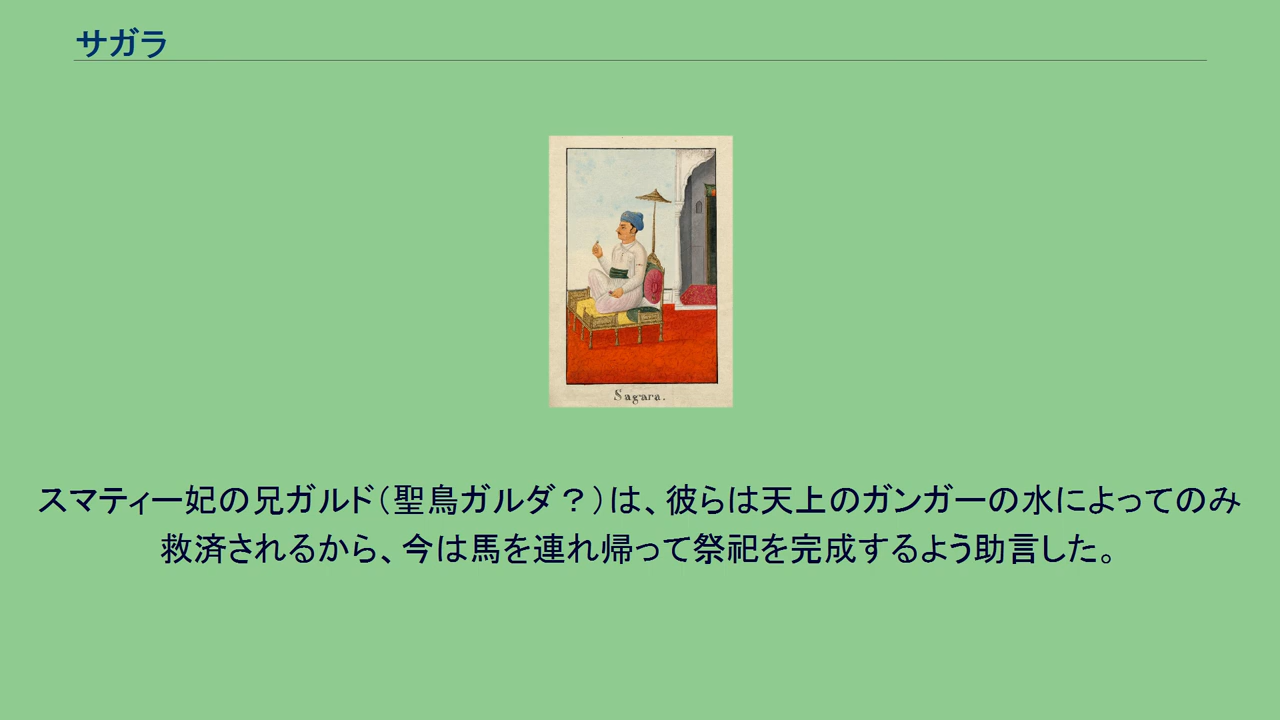 サガラ
Sagara.
スマティー妃の兄ガルド(聖鳥ガルダ？)は、彼らは天上のガンガーの水によってのみ
救済されるから、今は馬を連れ帰って祭祀を完成するよう助言した。